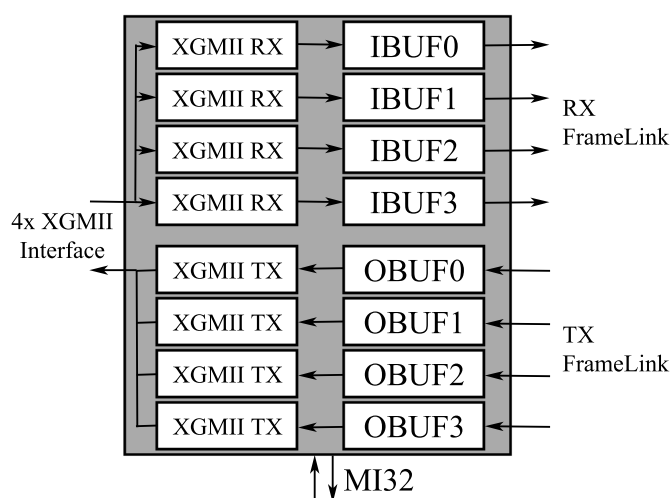 XGMII RX
IBUF0
XGMII RX
IBUF1
XGMII RX
IBUF2
XGMII RX
IBUF3
RX
FrameLink
4x XGMII
Interface
XGMII TX
OBUF0
XGMII TX
OBUF1
XGMII TX
OBUF2
XGMII TX
OBUF3
TX
FrameLink
MI32